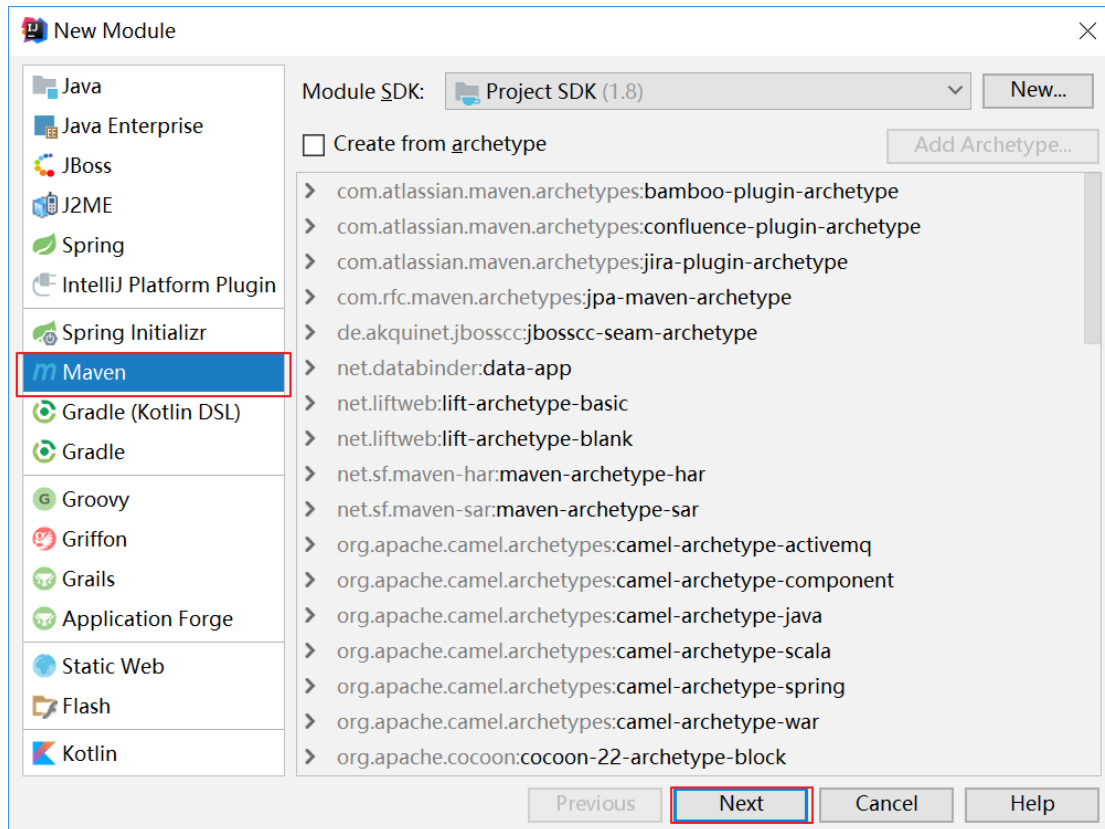 New Module
Java
Java Enterprise
JBoss
J2ME
Spring
IntelliJ Platform Plugin
Spring Initializr
Maven
Gradle (Kotlin DSL)
Gradle
Groovy
Griffon
Grails
Application Forge
Static Web
Flash
Kotlin
Module SDK: Project SDK (1.8) New...
Create from archetype Add Archetype...
com.atlassian.maven.archetypes:bamboo-plugin-archetype
com.atlassian.maven.archetypes:confluence-plugin-archetype
com.atlassian.maven.archetypes:jira-plugin-archetype
com.rfc.maven.archetypes:jpa-maven-archetype
de.akquinet.jbosscc:jbosscc-seam-archetype
net.databinder:data-app
net.liftweb:lift-archetype-basic
net.liftweb:lift-archetype-blank
net.sf.maven-har:maven-archetype-har
net.sf.maven-sar:maven-archetype-sar
org.apache.camel.archetypes:camel-archetype-activemq
org.apache.camel.archetypes:camel-archetype-component
org.apache.camel.archetypes:camel-archetype-java
org.apache.camel.archetypes:camel-archetype-scala
org.apache.camel.archetypes:camel-archetype-spring
org.apache.camel.archetypes:camel-archetype-war
org.apache.cocoon:cocoon-22-archetype-block
Previous Next Cancel Help